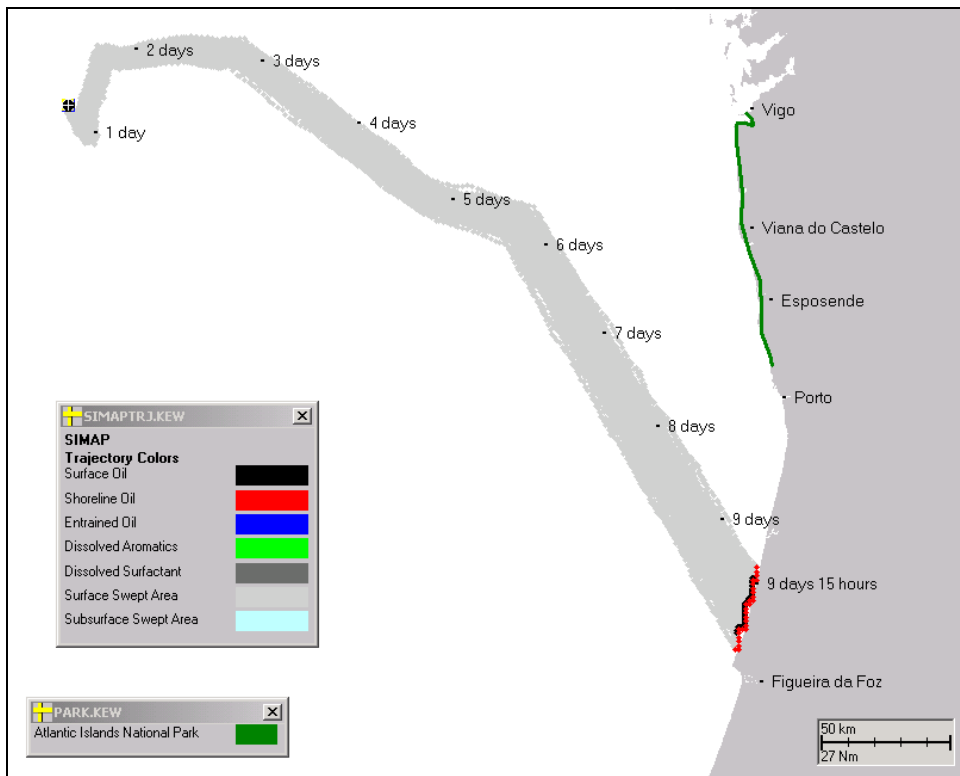 2 days
3 days
Vigo
4 days
1 day
5 days
Viana do Castelo
6 days
Esposende
7 days
Porto
SIMAPTRJ.KEW
SIMAP
Trajectory Colors
Surface Oil
Shoreline Oil
Entrained Oil
Dissolved Aromatics
Dissolved Surfactant
Surface Swept Area
Subsurface Swept Area
8 days
9 days
9 days 15 hours
Figueira da Foz
PARK.KEW
Atlantic Islands National Park
50 km
27 Nm